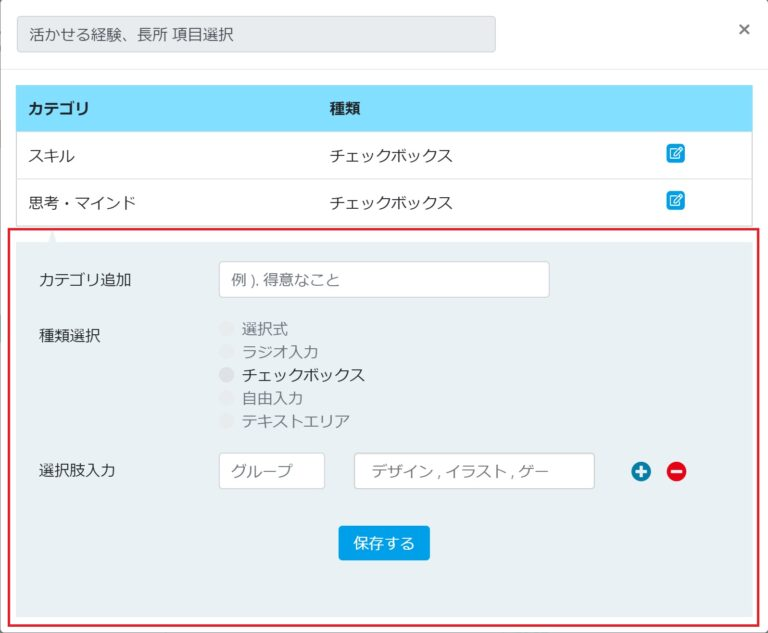 活かせる経験、長所 項目選択
×
カテゴリ 種類
スキル チェックボックス
思考・マインド チェックボックス
カテゴリ追加 例 ). 得意なこと
種類選択 選択式
ラジオ入力
チェックボックス
自由入力
テキストエリア
選択肢入力 グループ デザイン , イラスト , ゲー
保存する